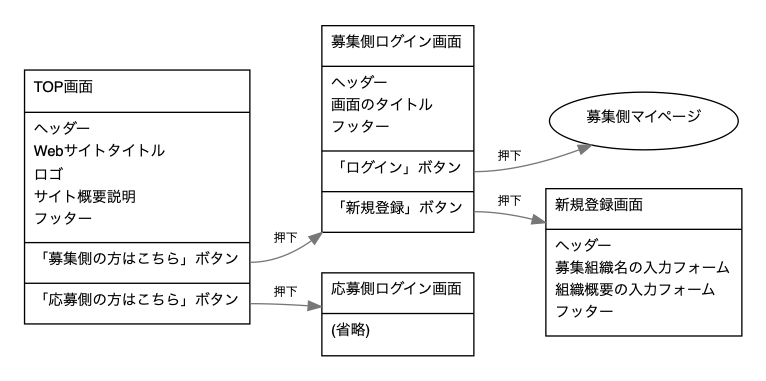 TOP画面
ヘッダー
Webサイトタイトル
ロゴ
サイト概要説明
フッター
「募集側の方はこちら」ボタン
「応募側の方はこちら」ボタン
押下
押下
募集側ログイン画面
ヘッダー
画面のタイトル
フッター
「ログイン」ボタン
「新規登録」ボタン
応募側ログイン画面
(省略)
押下
押下
募集側マイページ
新規登録画面
ヘッダー
募集組織名の入力フォーム
組織概要の入力フォーム
フッター